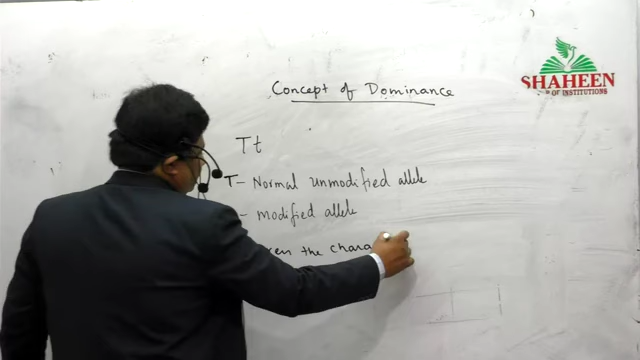 SHAHEEN
OF INSTITUTIONS
Concept of Dominance
Tt
T - Normal unmodified allele
- modified allele
the chara